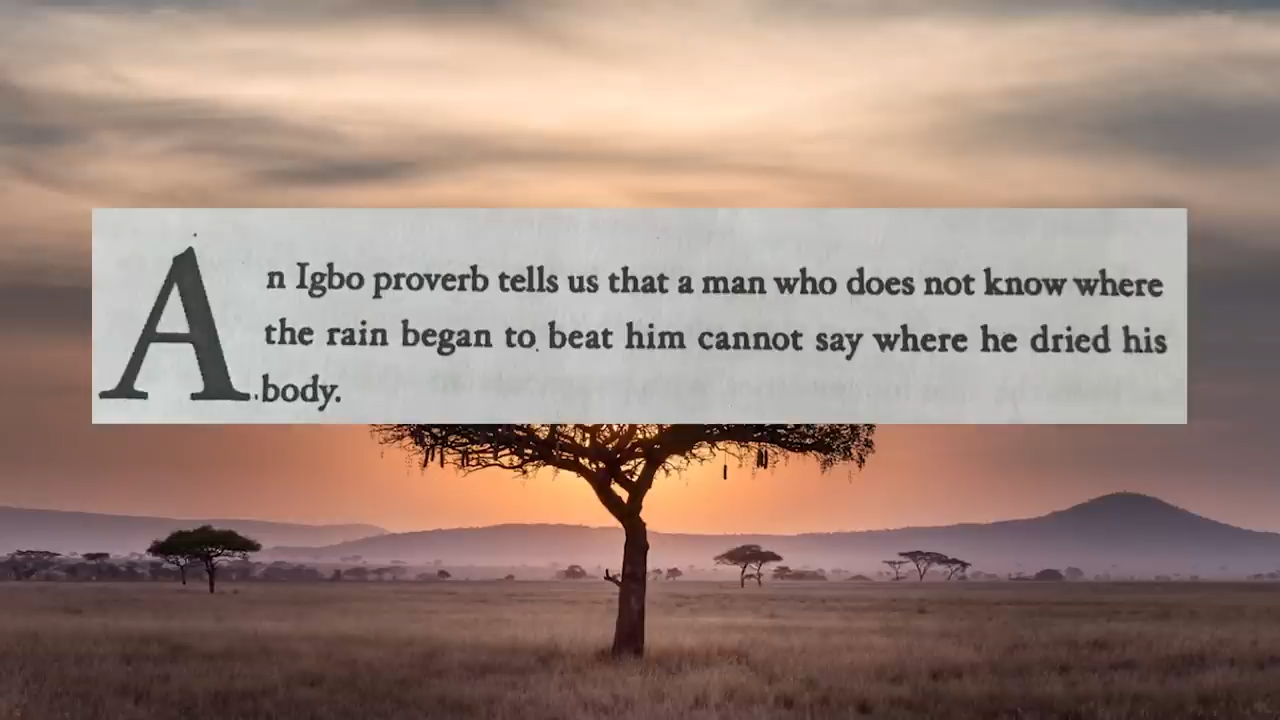 An Igbo proverb tells us that a man who does not know where
the rain began to beat him cannot say where he dried his
body.